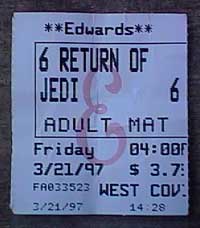 **Edwards**
6 RETURN OF
JEDI 6
ADULT MAT
Friday 04:00
3/21/97 $ 3.7
FA033523 WEST COV
3/21/97 14:28